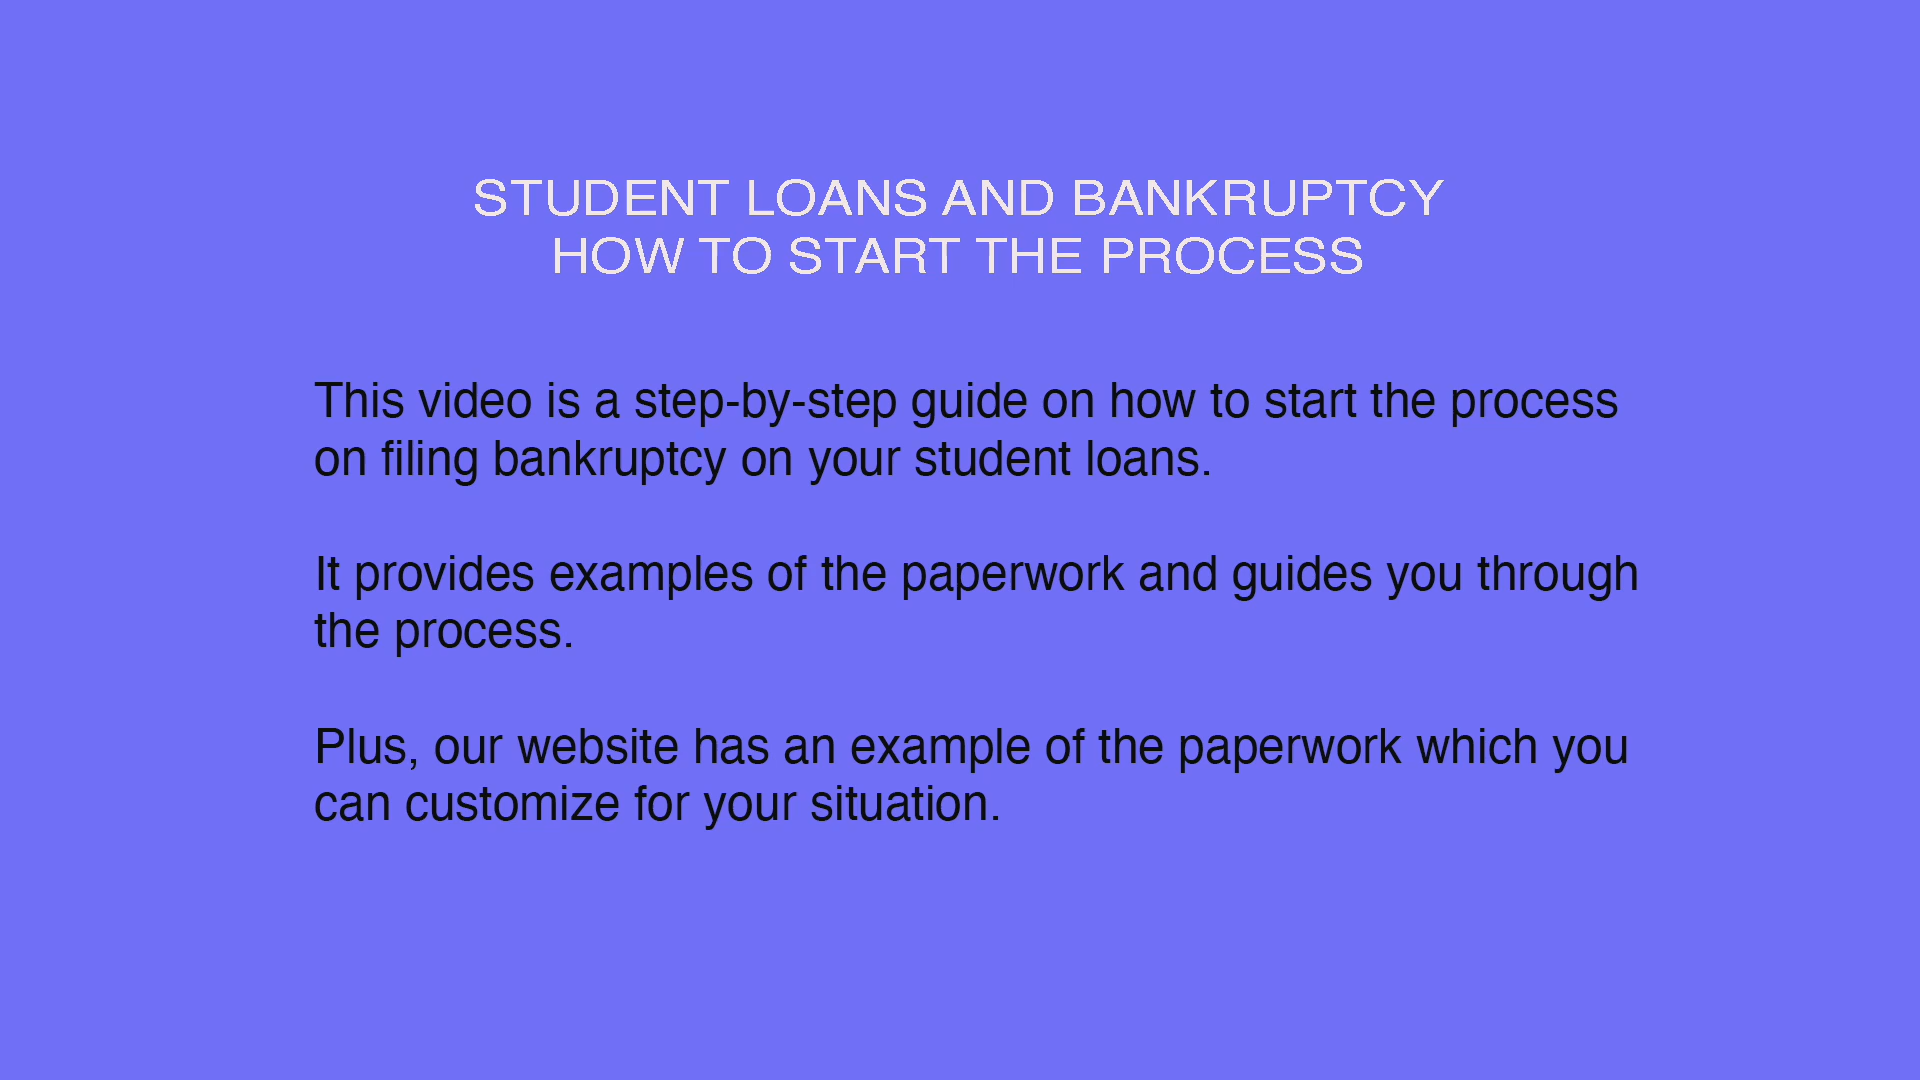 STUDENT LOANS AND BANKRUPTCY
HOW TO START THE PROCESS
This video is a step-by-step guide on how to start the process
on filing bankruptcy on your student loans.
It provides examples of the paperwork and guides you through
the process.
Plus, our website has an example of the paperwork which you
can customize for your situation.